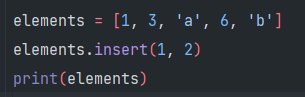 elements = [1, 3, 'a', 6, 'b']
elements.insert(1, 2)
print(elements)